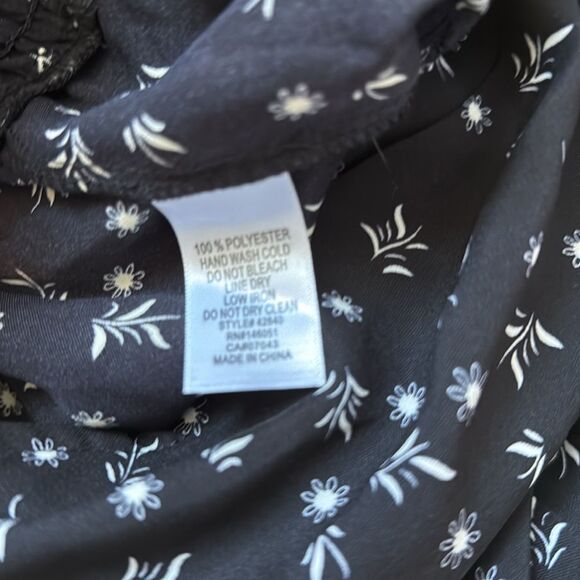 100 % POLYESTER
HAND WASH COLD
DO NOT BLEACH
LINE DRY
LOW IRON
DO NOT DRY CLEAN
STYLE# 42840
RN#146051
CA#07043
MADE IN CHINA